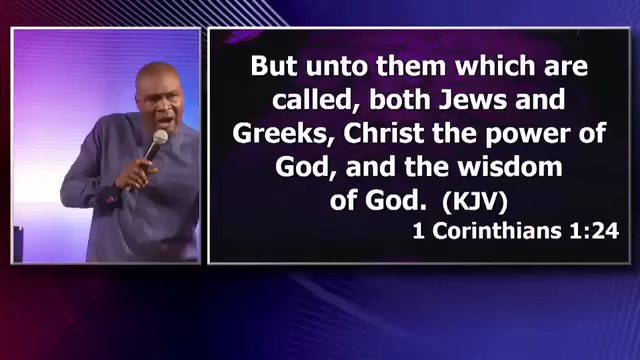 But unto them which are
called, both Jews and
Greeks, Christ the power of
God, and the wisdom
of God. (KJV)
1 Corinthians 1:24